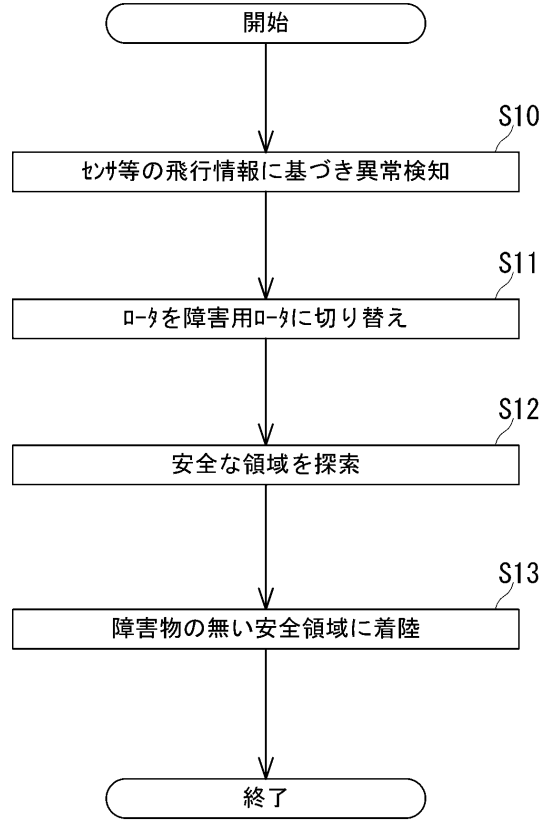 開始
S10
ｾﾝｻ等の飛行情報に基づき異常検知
S11
ﾛｰﾀを障害用ﾛｰﾀに切り替え
S12
安全な領域を探索
S13
障害物の無い安全領域に着陸
終了